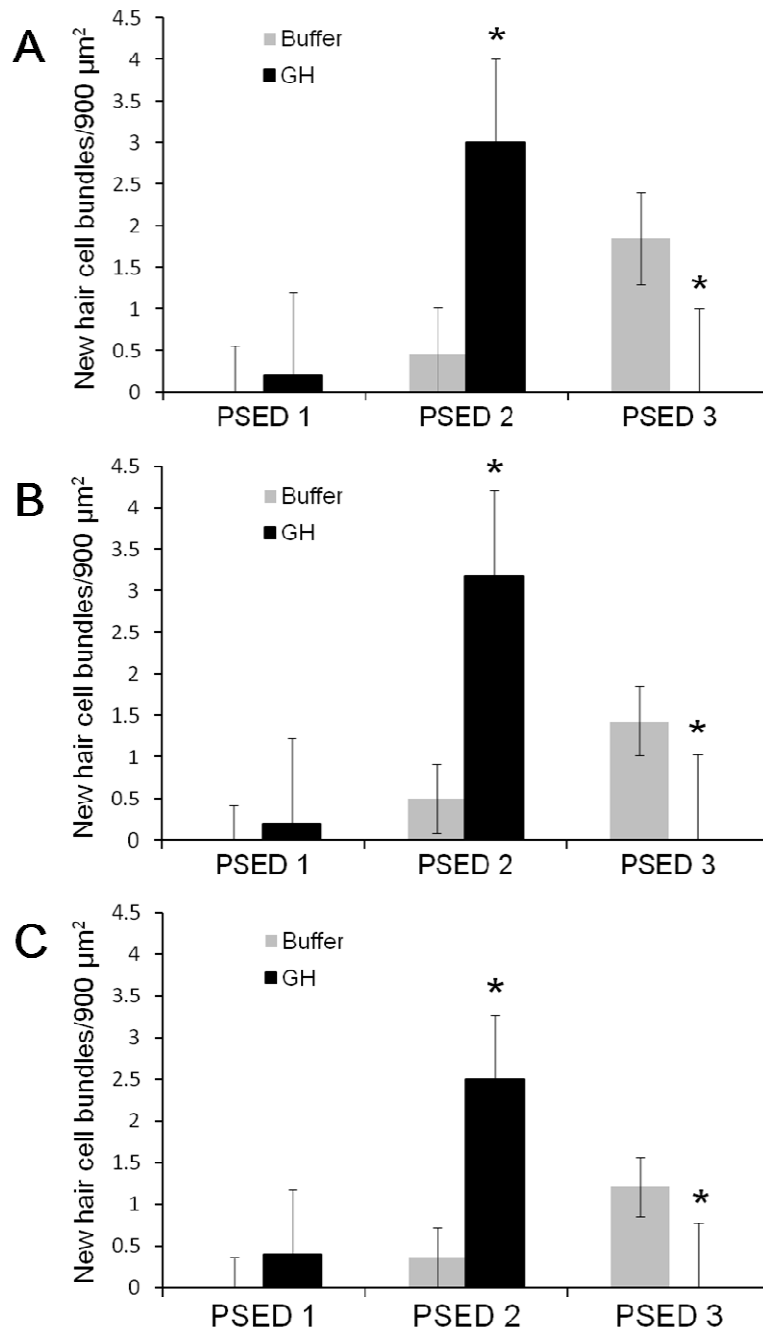 A
New hair cell bundles/900 µm²
4.5
4
3.5
3
2.5
2
1.5
1
0.5
0
Buffer
GH
*
*
PSED 1
PSED 2
PSED 3
B
New hair cell bundles/900 µm²
4.5
4
3.5
3
2.5
2
1.5
1
0.5
0
Buffer
GH
*
*
PSED 1
PSED 2
PSED 3
C
New hair cell bundles/900 µm²
4.5
4
3.5
3
2.5
2
1.5
1
0.5
0
Buffer
GH
*
*
PSED 1
PSED 2
PSED 3